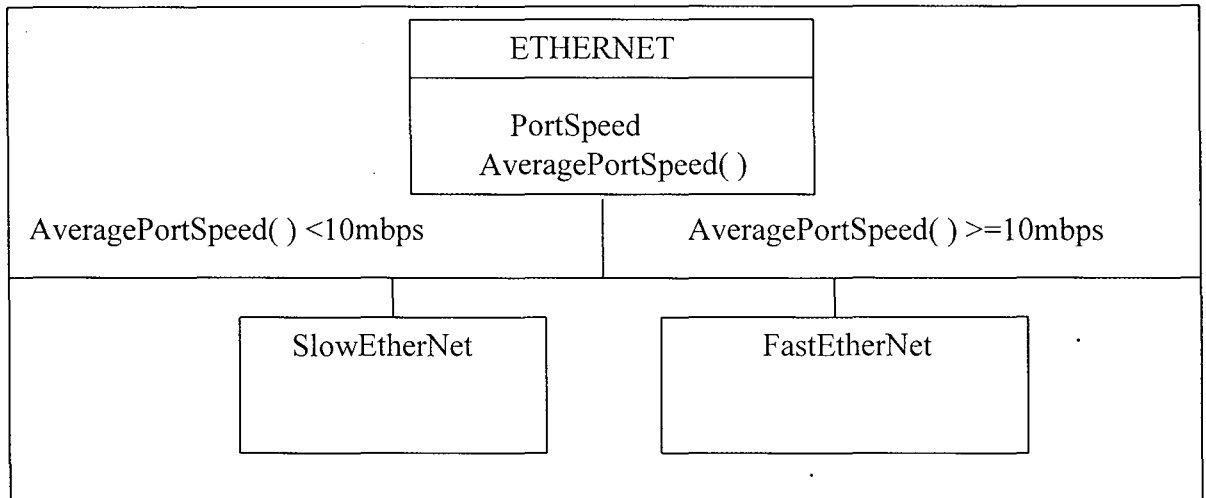 ETHERNET
PortSpeed
AveragePortSpeed( )
AveragePortSpeed( ) <10mbps
AveragePortSpeed( ) >=10mbps
SlowEtherNet
FastEtherNet